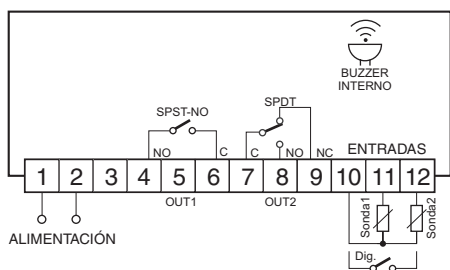 BUZZER
INTERNO
SPST-NO
SPDT
NO
C
C
NO
NC
ENTRADAS
1 2 3 4 5 6 7 8 9 10 11 12
OUT1
OUT2
ALIMENTACIÓN
Sonda1
Sonda2
Dig.